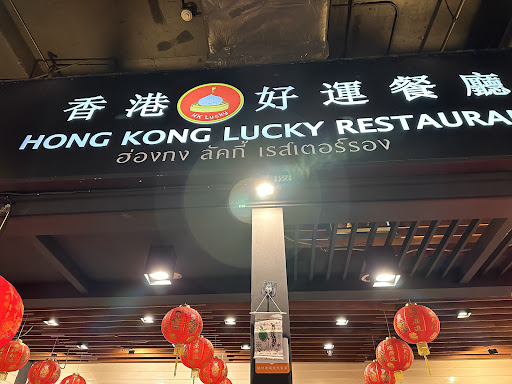 香港 好運餐廳
HK Lucky
HONG KONG LUCKY RESTAURAN
ฮ่องกง ลัคกี้ เรสเตอร์รอง